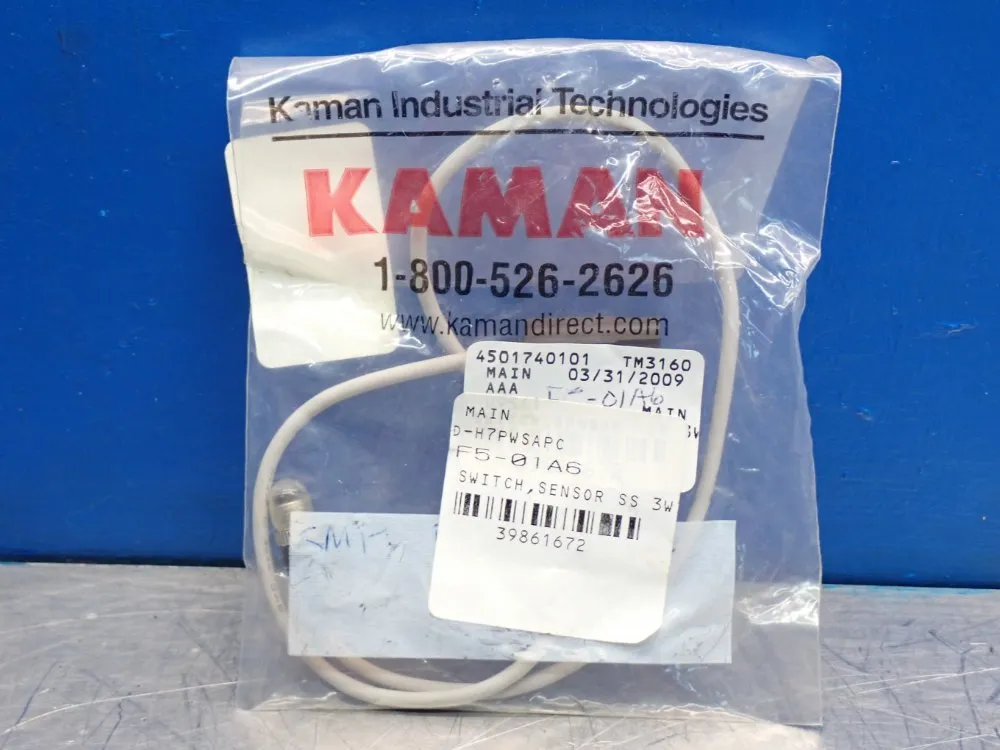 Kaman Industrial Technologies
KAMAN
1-800-526-2626
www.kamandirect.com
4501740101 TM3160
MAIN 03/31/2009
AAA
MAIN
MAIN
D-H7PWSAPC
F5-01A6
SWITCH,SENSOR SS 3W
39861672